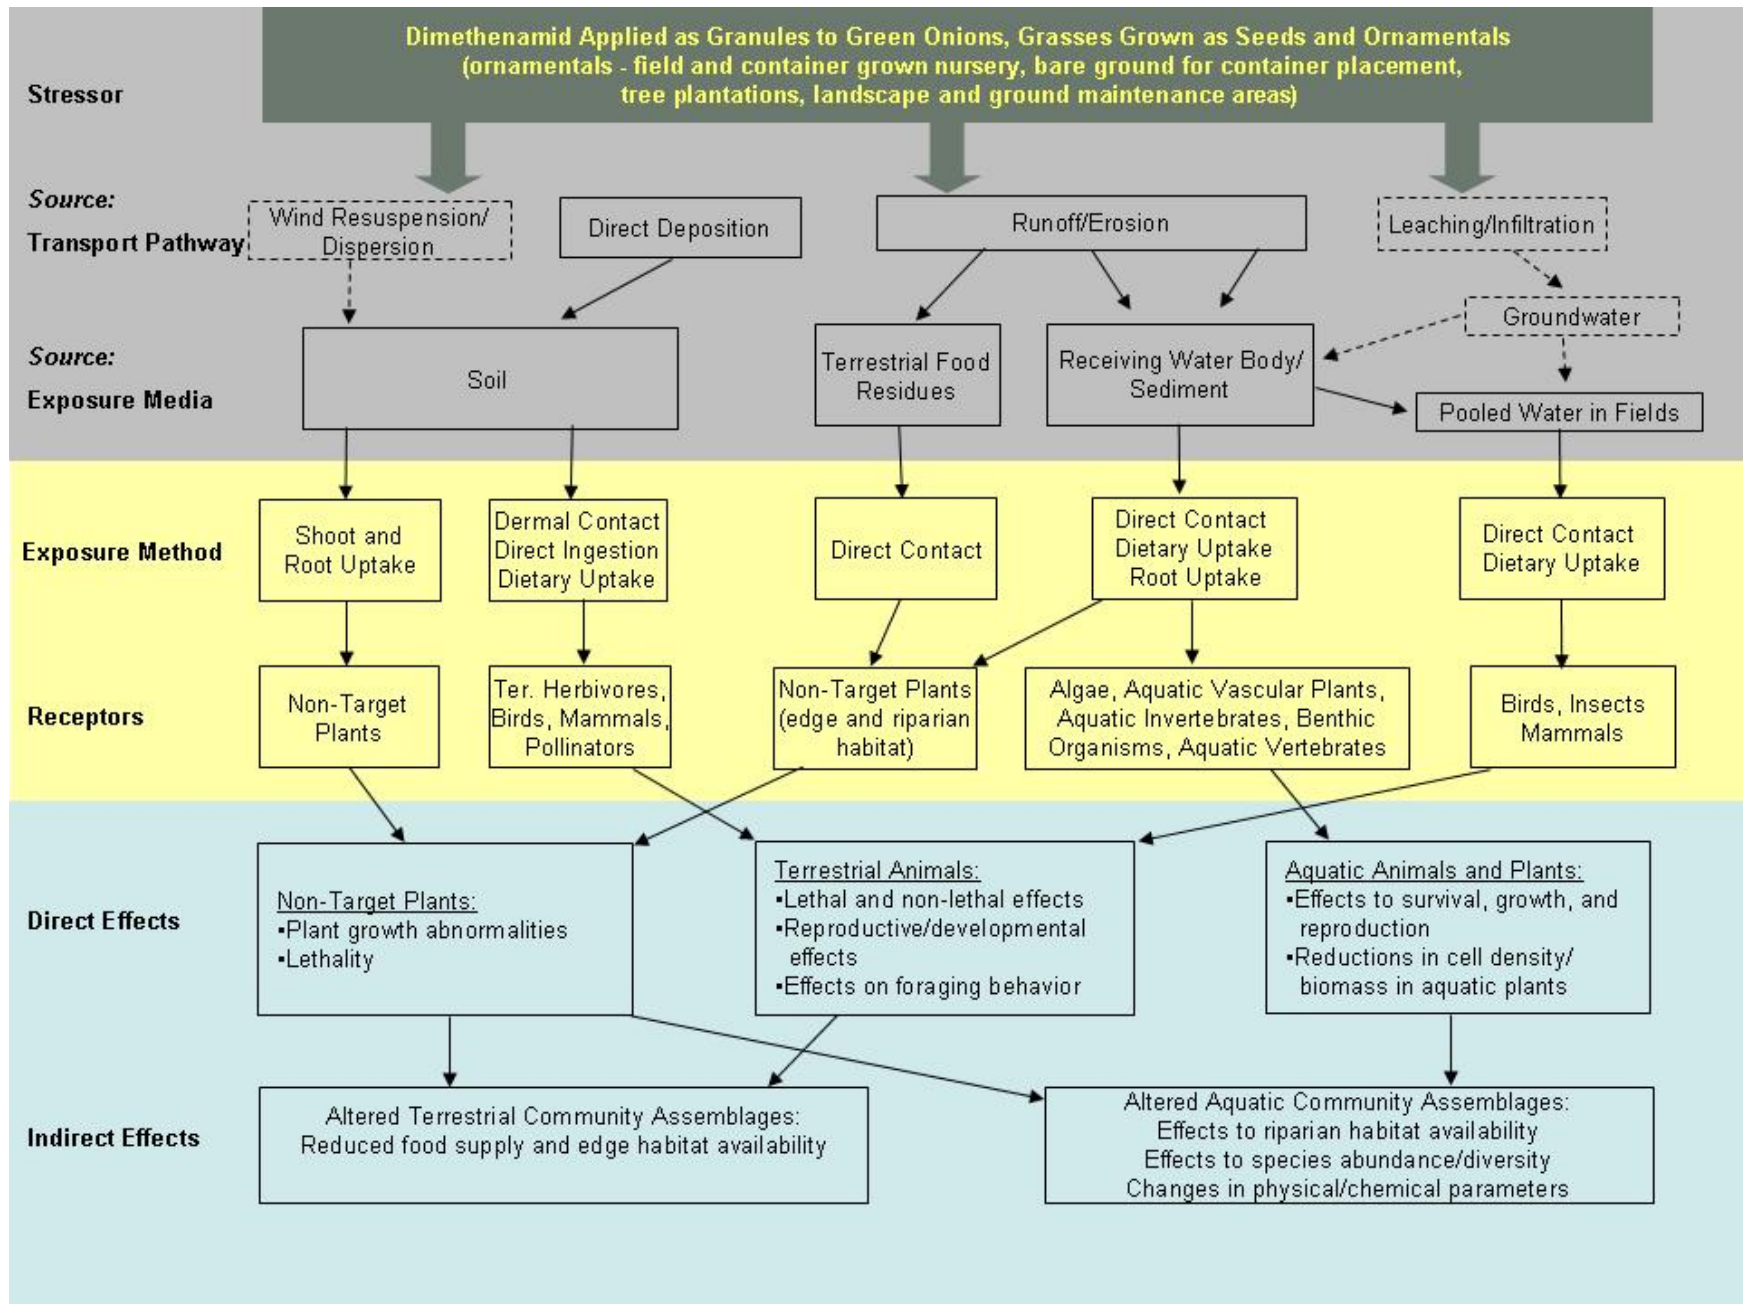 Dimethenamid Applied as Granules to Green Onions, Grasses Grown as Seeds and Ornamentals
(ornamentals - field and container grown nursery, bare ground for container placement,
tree plantations, landscape and ground maintenance areas)
Stressor
Source:
Transport Pathway
Wind Resuspension/
Dispersion
Direct Deposition
Runoff/Erosion
Leaching/Infiltration
Groundwater
Source:
Exposure Media
Soil
Terrestrial Food
Residues
Receiving Water Body/
Sediment
Pooled Water in Fields
Exposure Method
Shoot and
Root Uptake
Dermal Contact
Direct Ingestion
Dietary Uptake
Direct Contact
Direct Contact
Dietary Uptake
Root Uptake
Direct Contact
Dietary Uptake
Receptors
Non-Target
Plants
Ter. Herbivores,
Birds, Mammals,
Pollinators
Non-Target Plants
(edge and riparian
habitat)
Algae, Aquatic Vascular Plants,
Aquatic Invertebrates, Benthic
Organisms, Aquatic Vertebrates
Birds, Insects
Mammals
Direct Effects
Non-Target Plants:
▪Plant growth abnormalities
▪Lethality
Terrestrial Animals:
▪Lethal and non-lethal effects
▪Reproductive/developmental
effects
▪Effects on foraging behavior
Aquatic Animals and Plants:
▪Effects to survival, growth, and
reproduction
▪Reductions in cell density/
biomass in aquatic plants
Indirect Effects
Altered Terrestrial Community Assemblages:
Reduced food supply and edge habitat availability
Altered Aquatic Community Assemblages:
Effects to riparian habitat availability
Effects to species abundance/diversity
Changes in physical/chemical parameters